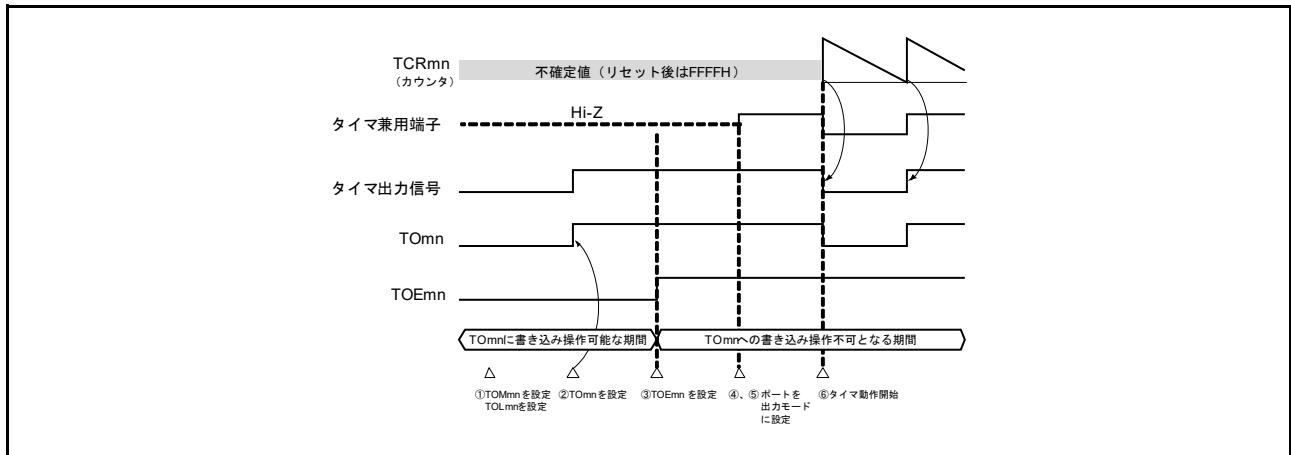 TCRmn
(カウンタ)
不確定値（リセット後はFFFFH）
Hi-Z
タイマ兼用端子
タイマ出力信号
TOmn
TOEmn
TOmnに書き込み操作可能な期間
TOmnへの書き込み操作不可となる期間
①TOMmnを設定
TOLmnを設定
②TOmnを設定
③TOEmn を設定
④、⑤ ポートを
出力モード
に設定
⑥タイマ動作開始